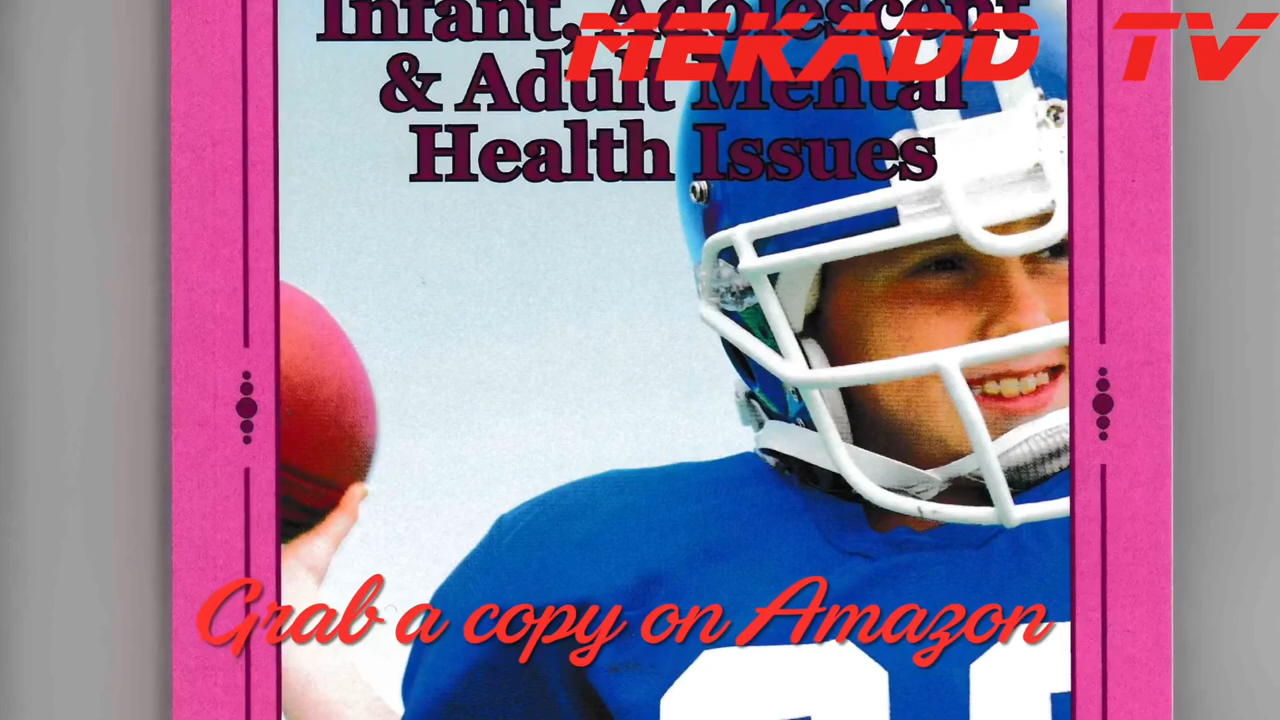 Infant, Adolescent
MEKADD TV
& Adult Mental
Health Issues
Grab a copy on Amazon